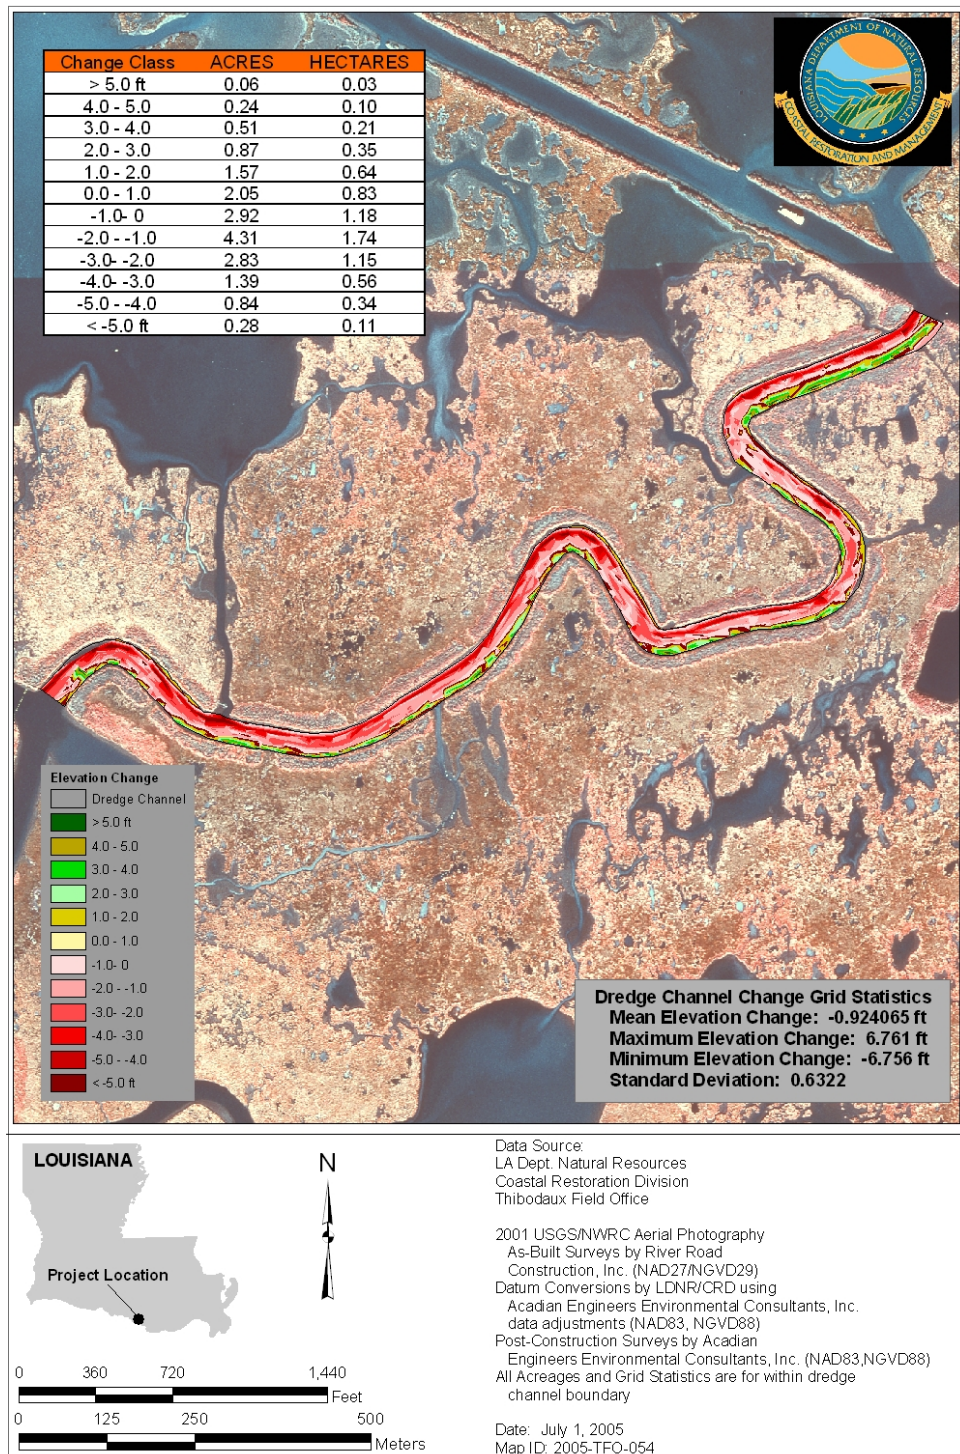 Change Class ACRES HECTARES
> 5.0 ft 0.06 0.03
4.0 - 5.0 0.24 0.10
3.0 - 4.0 0.51 0.21
2.0 - 3.0 0.87 0.35
1.0 - 2.0 1.57 0.64
0.0 - 1.0 2.05 0.83
-1.0- 0 2.92 1.18
-2.0 - -1.0 4.31 1.74
-3.0- -2.0 2.83 1.15
-4.0- -3.0 1.39 0.56
-5.0 - -4.0 0.84 0.34
< -5.0 ft 0.28 0.11
LOUISIANA DEPARTMENT OF NATURAL RESOURCES
COASTAL RESTORATION AND MANAGEMENT
Elevation Change
Dredge Channel
> 5.0 ft
4.0 - 5.0
3.0 - 4.0
2.0 - 3.0
1.0 - 2.0
0.0 - 1.0
-1.0- 0
-2.0 - -1.0
-3.0- -2.0
-4.0- -3.0
-5.0 - -4.0
< -5.0 ft
Dredge Channel Change Grid Statistics
Mean Elevation Change: -0.924065 ft
Maximum Elevation Change: 6.761 ft
Minimum Elevation Change: -6.756 ft
Standard Deviation: 0.6322
LOUISIANA
Project Location
N
0 360 720 1,440
Feet
0 125 250 500
Meters
Data Source:
LA Dept. Natural Resources
Coastal Restoration Division
Thibodaux Field Office
2001 USGS/NWRC Aerial Photography
As-Built Surveys by River Road
Construction, Inc. (NAD27/NGVD29)
Datum Conversions by LDNR/CRD using
Acadian Engineers Environmental Consultants, Inc.
data adjustments (NAD83, NGVD88)
Post-Construction Surveys by Acadian
Engineers Environmental Consultants, Inc. (NAD83,NGVD88)
All Acreages and Grid Statistics are for within dredge
channel boundary
Date: July 1, 2005
Map ID: 2005-TFO-054